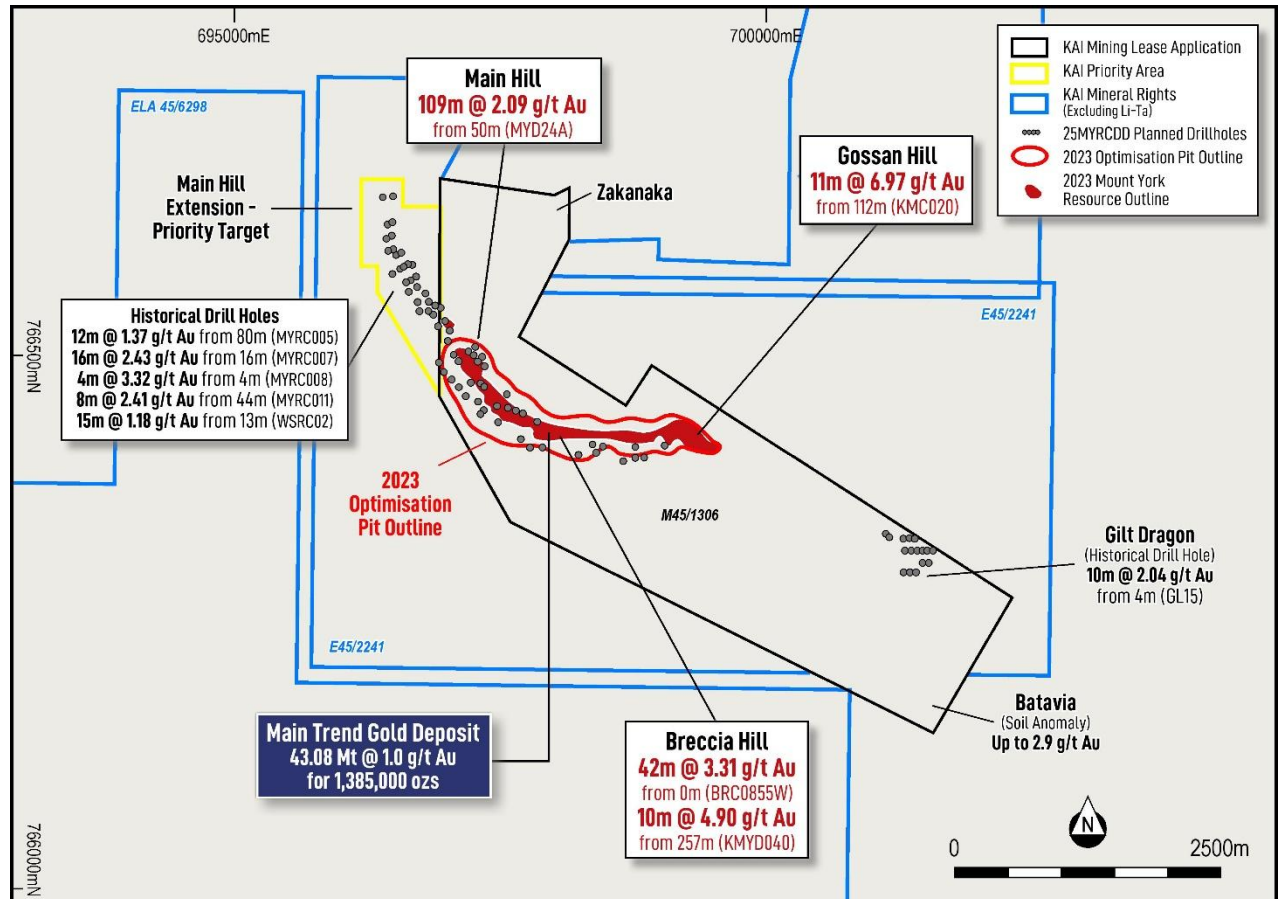 695000mE
700000mE
KAI Mining Lease Application
KAI Priority Area
KAI Mineral Rights
(Excluding Li-Ta)
25MYRCDD Planned Drillholes
2023 Optimisation Pit Outline
2023 Mount York
Resource Outline
ELA 45/6298
Main Hill
109m @ 2.09 g/t Au
from 50m (MYD24A)
Gossan Hill
11m @ 6.97 g/t Au
from 112m (KMC020)
Main Hill
Extension -
Priority Target
Zakanaka
Historical Drill Holes
12m @ 1.37 g/t Au from 80m (MYRC005)
16m @ 2.43 g/t Au from 16m (MYRC007)
4m @ 3.32 g/t Au from 4m (MYRC008)
8m @ 2.41 g/t Au from 44m (MYRC011)
15m @ 1.18 g/t Au from 13m (WSRC02)
E45/2241
766500mN
2023
Optimisation
Pit Outline
M45/1306
Gilt Dragon
(Historical Drill Hole)
10m @ 2.04 g/t Au
from 4m (GL15)
E45/2241
Main Trend Gold Deposit
43.08 Mt @ 1.0 g/t Au
for 1,385,000 ozs
Breccia Hill
42m @ 3.31 g/t Au
from 0m (BRC0855W)
10m @ 4.90 g/t Au
from 257m (KMYD040)
Batavia
(Soil Anomaly)
Up to 2.9 g/t Au
766000mN
N
0
2500m